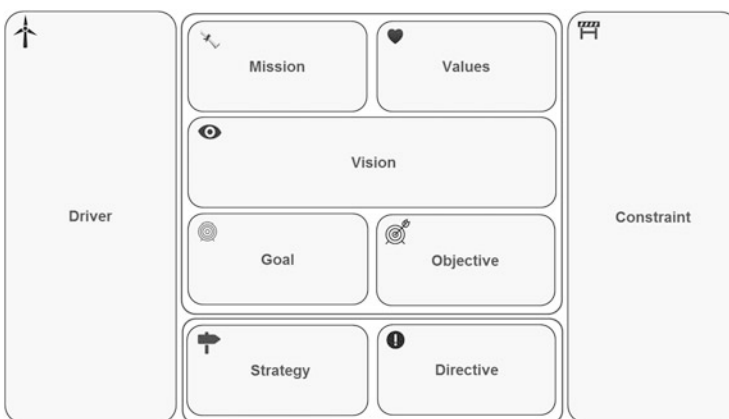 Mission
Values
Vision
Driver
Constraint
Goal
Objective
Strategy
Directive